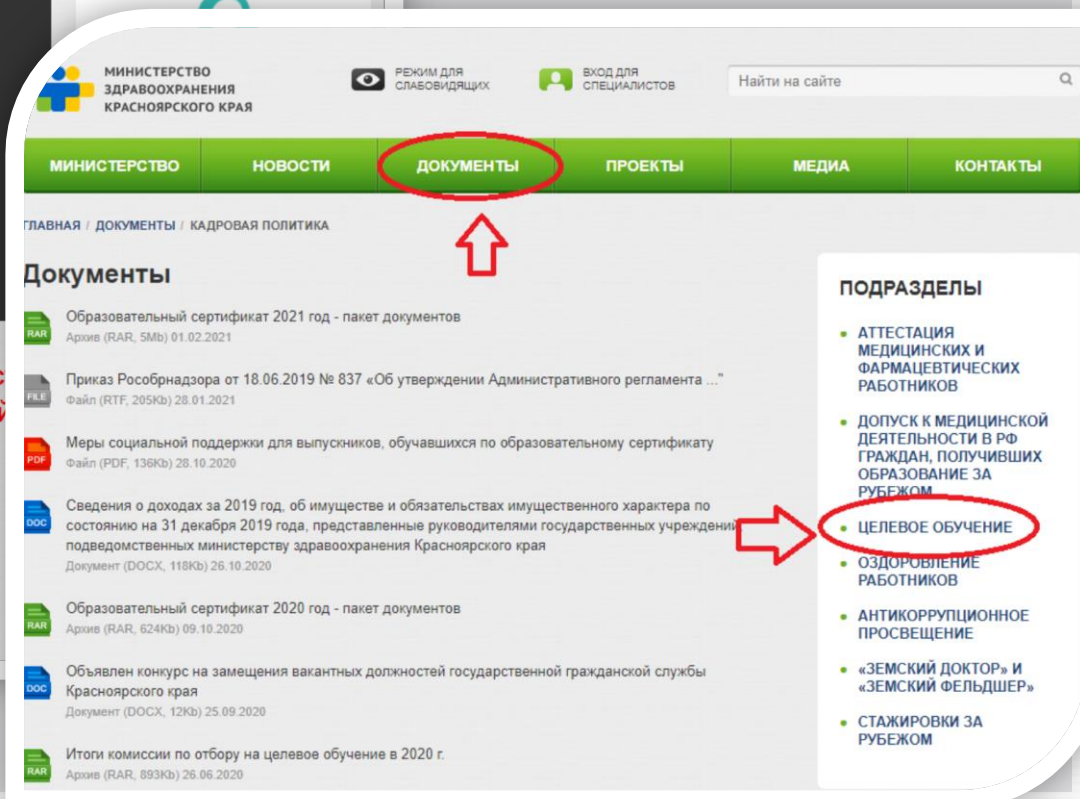 МИНИСТЕРСТВО
ЗДРАВООХРАНЕНИЯ
КРАСНОЯРСКОГО КРАЯ
РЕЖИМ ДЛЯ
СЛАБОВИДЯЩИХ
ВХОД ДЛЯ
СПЕЦИАЛИСТОВ
Найти на сайте
МИНИСТЕРСТВО НОВОСТИ ДОКУМЕНТЫ ПРОЕКТЫ МЕДИА КОНТАКТЫ
ГЛАВНАЯ / ДОКУМЕНТЫ / КАДРОВАЯ ПОЛИТИКА
Документы
RAR
Образовательный сертификат 2021 год - пакет документов
Архив (RAR, 5Mb) 01.02.2021
FILE
Приказ Рособрнадзора от 18.06.2019 № 837 «Об утверждении Административного регламента ..."
Файл (RTF, 205Kb) 28.01.2021
PDF
Меры социальной поддержки для выпускников, обучавшихся по образовательному сертификату
Файл (PDF, 136Kb) 28.10.2020
DOC
Сведения о доходах за 2019 год, об имуществе и обязательствах имущественного характера по
состоянию на 31 декабря 2019 года, представленные руководителями государственных учреждений
подведомственных министерству здравоохранения Красноярского края
Документ (DOCX, 118Kb) 26.10.2020
RAR
Образовательный сертификат 2020 год - пакет документов
Архив (RAR, 624Kb) 09.10.2020
DOC
Объявлен конкурс на замещения вакантных должностей государственной гражданской службы
Красноярского края
Документ (DOCX, 12Kb) 25.09.2020
RAR
Итоги комиссии по отбору на целевое обучение в 2020 г.
Архив (RAR, 893Kb) 26.06.2020
ПОДРАЗДЕЛЫ
АТТЕСТАЦИЯ
МЕДИЦИНСКИХ И
ФАРМАЦЕВТИЧЕСКИХ
РАБОТНИКОВ
ДОПУСК К МЕДИЦИНСКОЙ
ДЕЯТЕЛЬНОСТИ В РФ
ГРАЖДАН, ПОЛУЧИВШИХ
ОБРАЗОВАНИЕ ЗА
РУБЕЖОМ
ЦЕЛЕВОЕ ОБУЧЕНИЕ
ОЗДОРОВЛЕНИЕ
РАБОТНИКОВ
АНТИКОРРУПЦИОННОЕ
ПРОСВЕЩЕНИЕ
«ЗЕМСКИЙ ДОКТОР» И
«ЗЕМСКИЙ ФЕЛЬДШЕР»
СТАЖИРОВКИ ЗА
РУБЕЖОМ